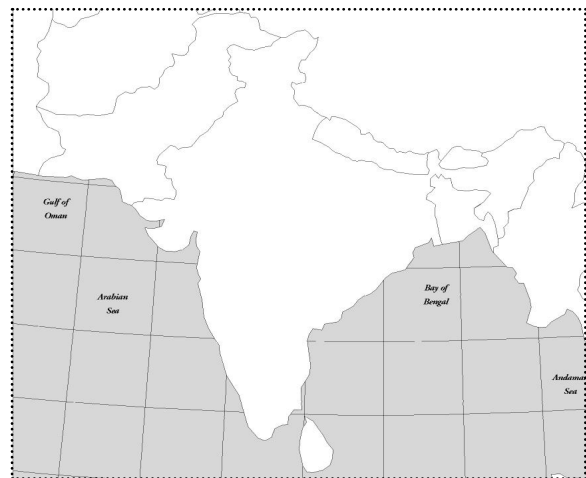 Gulf of
Oman
Arabian
Sea
Bay of
Bengal
Andaman
Sea